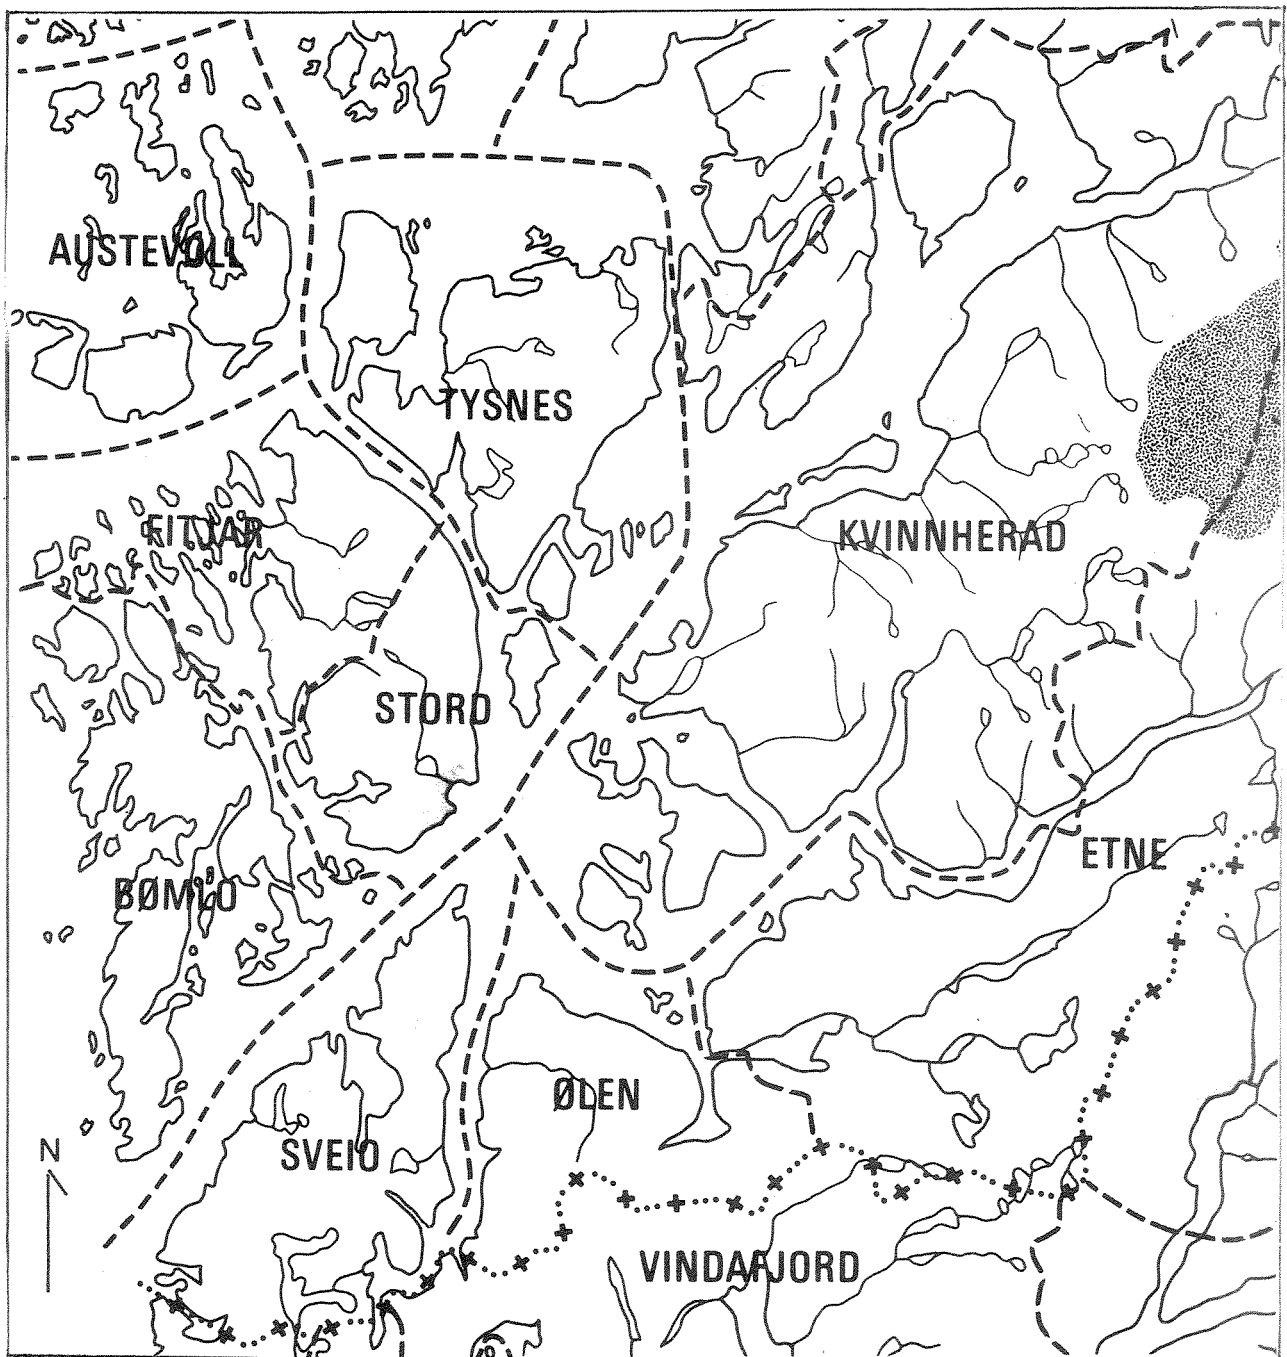 AUSTEVOLL
TYSNES
FITJAR
KVINNHERAD
STORD
ETNE
BØMLO
ØLEN
N
SVEIO
VINDAFJORD